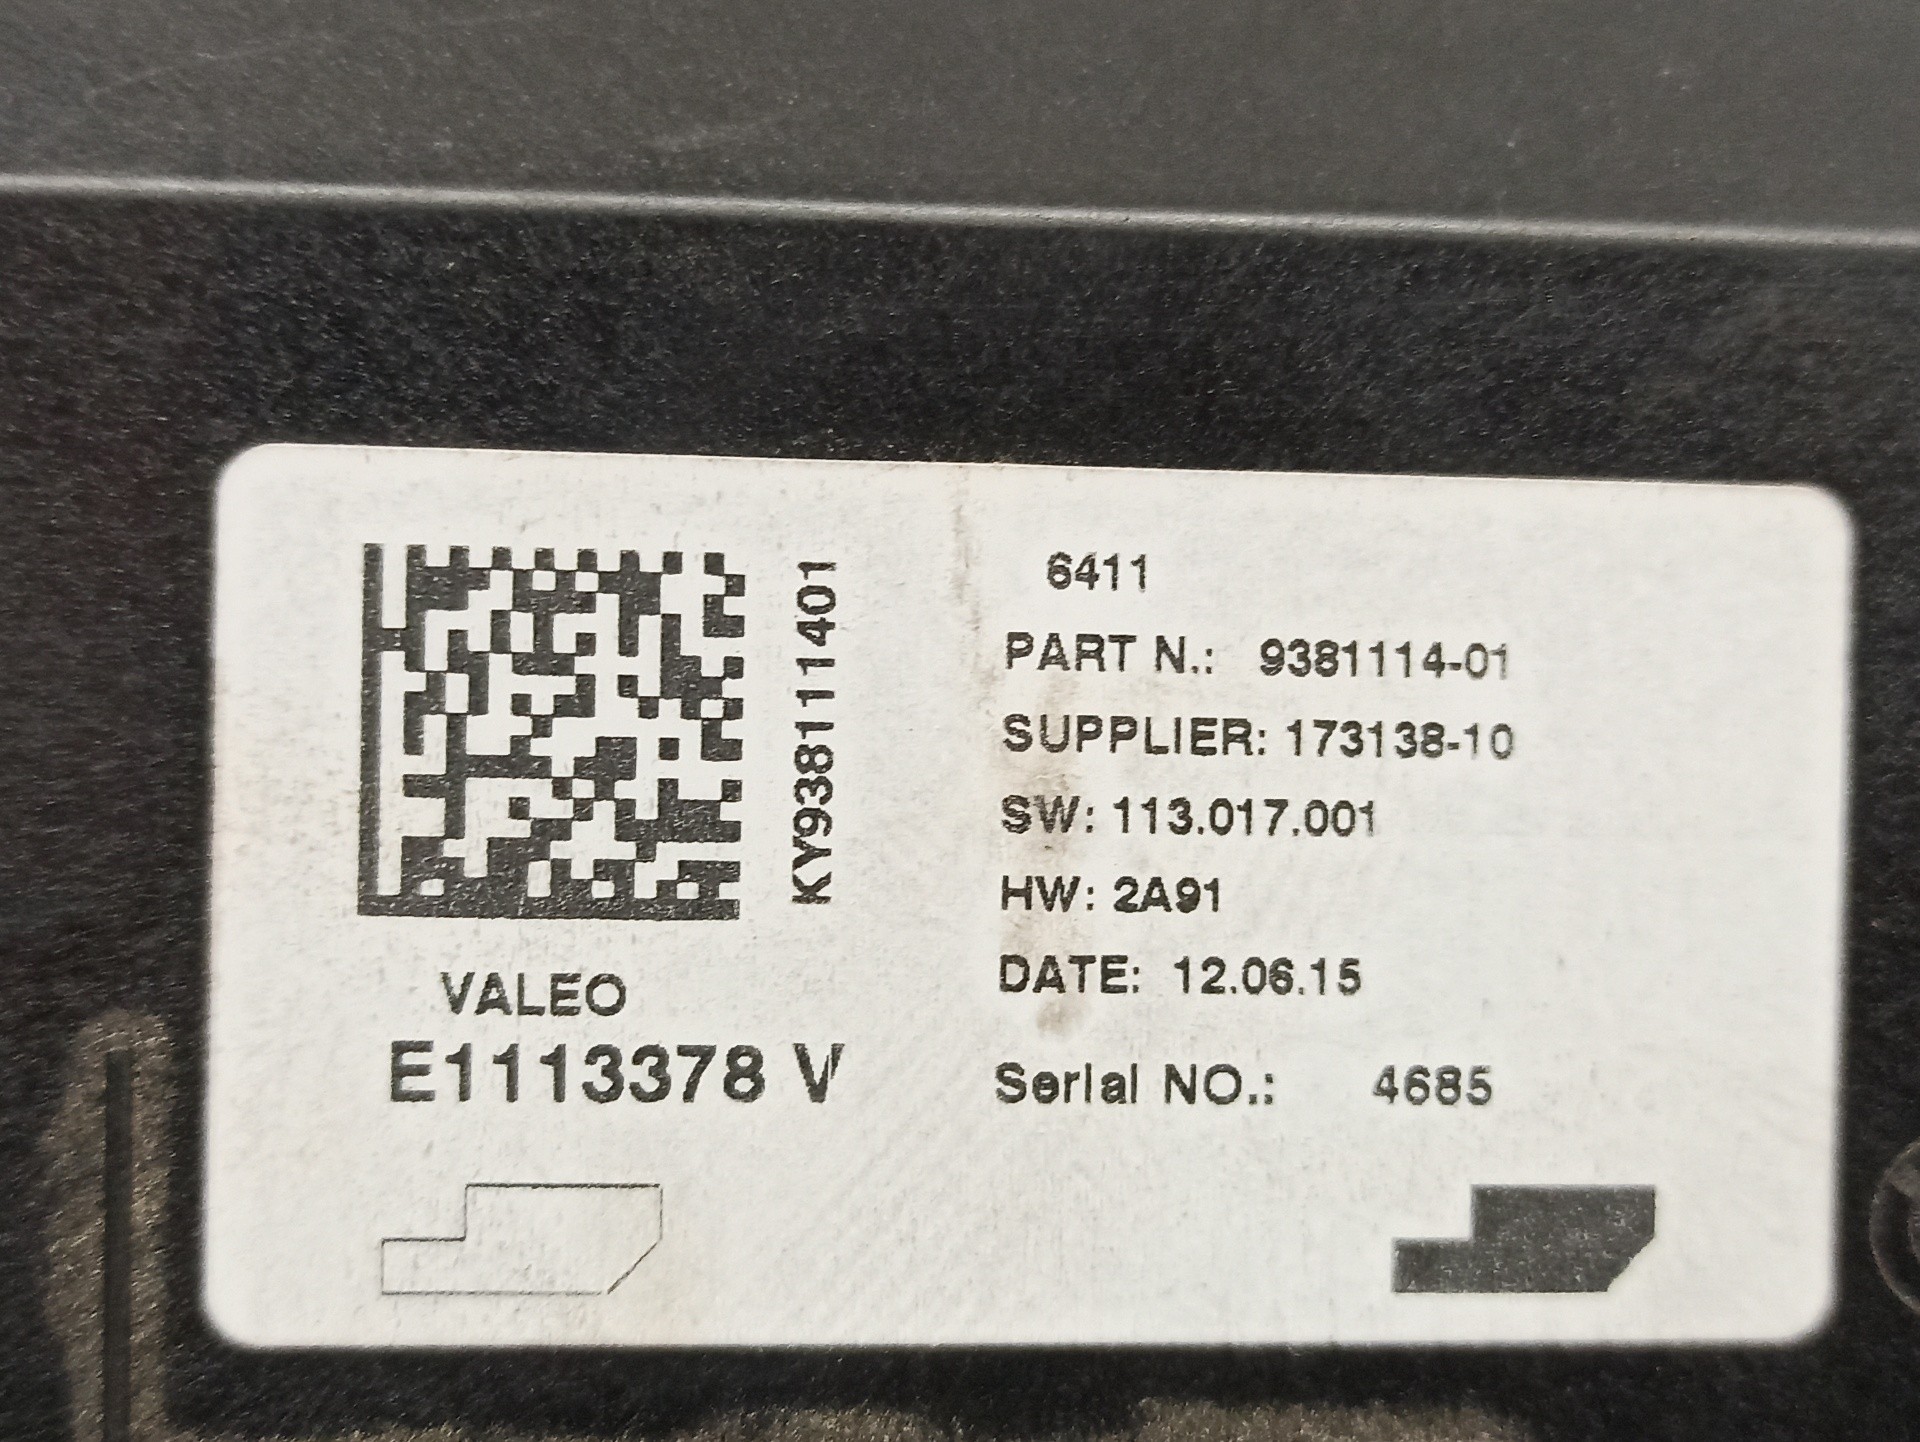 KY9381111401
VALEO
E1113378 V
6411
PART N.: 9381114-01
SUPPLIER: 173138-10
SW: 113.017.001
HW: 2A91
DATE: 12.06.15
Serial NO.: 4685